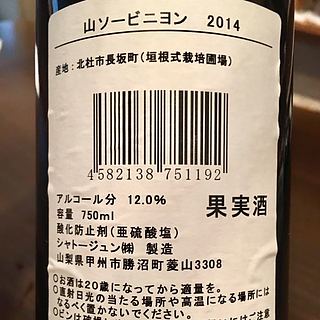 山ソービニヨン 2014
産地：北杜市長坂町(垣根式栽培圃場)
4582138 751192
アルコール分 12.0%
容量 750ml
果実酒
酸化防止剤(亜硫酸塩)
シャトージュン㈱ 製造
山梨県甲州市勝沼町菱山3308
○お酒は20歳になってから適量を。
○直射日光の当たる場所や高温になる場所には
なるべく置かないでください。
○ビンは破損